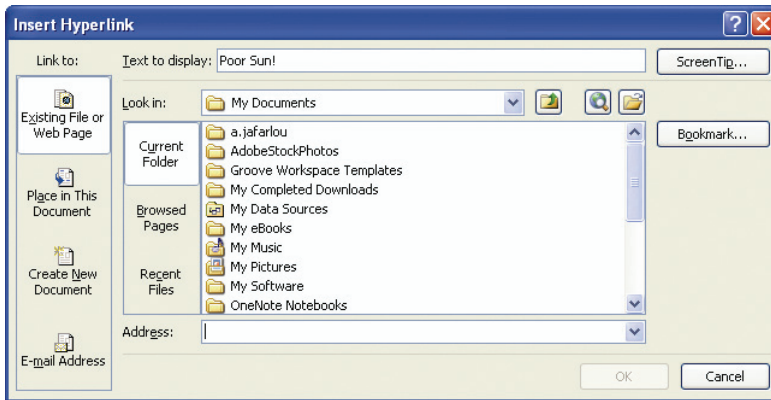 Insert Hyperlink
Link to:
Text to display: Poor Sun!
ScreenTip...
Existing File or
Web Page
Place in This
Document
Create New
Document
E-mail Address
Look in: My Documents
Bookmark...
Current
Folder
Browsed
Pages
Recent
Files
a.jafarlou
AdobeStockPhotos
Groove Workspace Templates
My Completed Downloads
My Data Sources
My eBooks
My Music
My Pictures
My Software
OneNote Notebooks
Address:
OK
Cancel